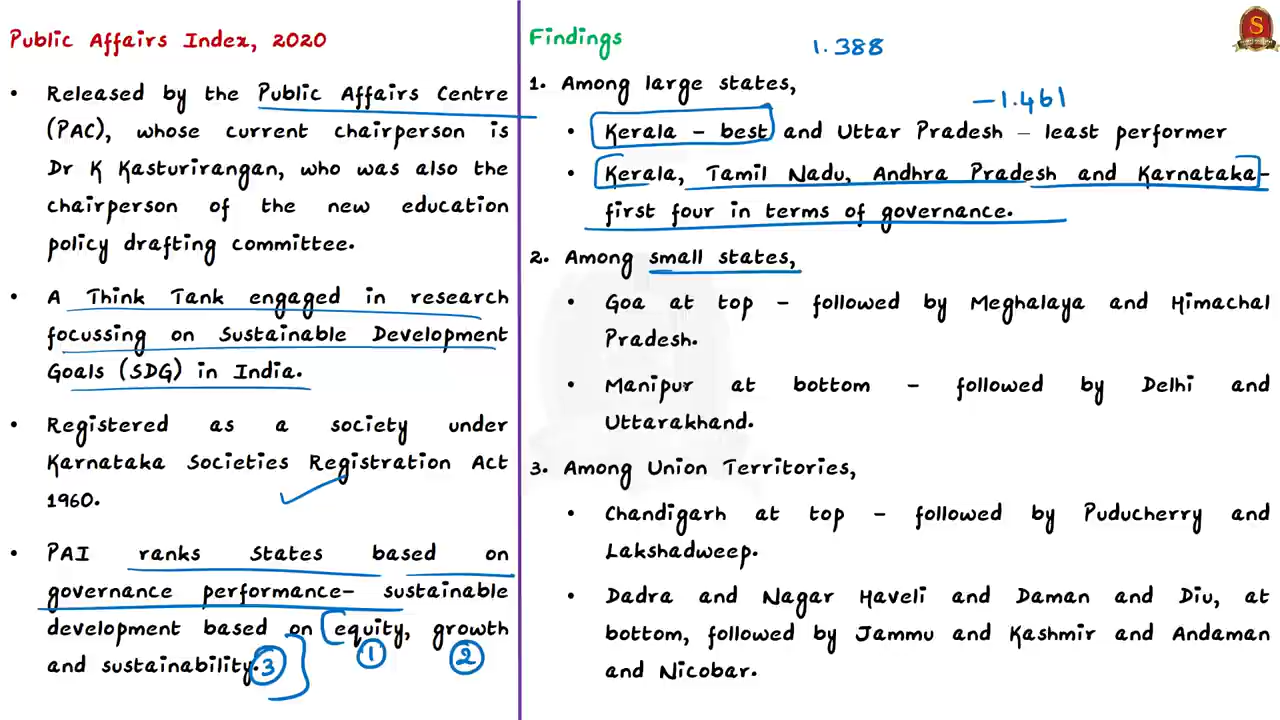 Public Affairs Index, 2020
• Released by the Public Affairs Centre
(PAC), whose current chairperson is
Dr K Kasturirangan, who was also the
chairperson of the new education
policy drafting committee.
• A Think Tank engaged in research
focussing on Sustainable Development
Goals (SDG) in India.
• Registered as a society under
Karnataka Societies Registration Act
1960.
• PAI ranks States based on
governance performance- sustainable
development based on equity, growth
and sustainability.
1
2
3
Findings
1.388
1. Among large states,
-1.461
• Kerala - best and Uttar Pradesh – least performer
• Kerala, Tamil Nadu, Andhra Pradesh and Karnataka-
first four in terms of governance.
2. Among small states,
• Goa at top - followed by Meghalaya and Himachal
Pradesh.
• Manipur at bottom - followed by Delhi and
Uttarakhand.
3. Among Union Territories,
• Chandigarh at top - followed by Puducherry and
Lakshadweep.
• Dadra and Nagar Haveli and Daman and Diu, at
bottom, followed by Jammu and Kashmir and Andaman
and Nicobar.
S